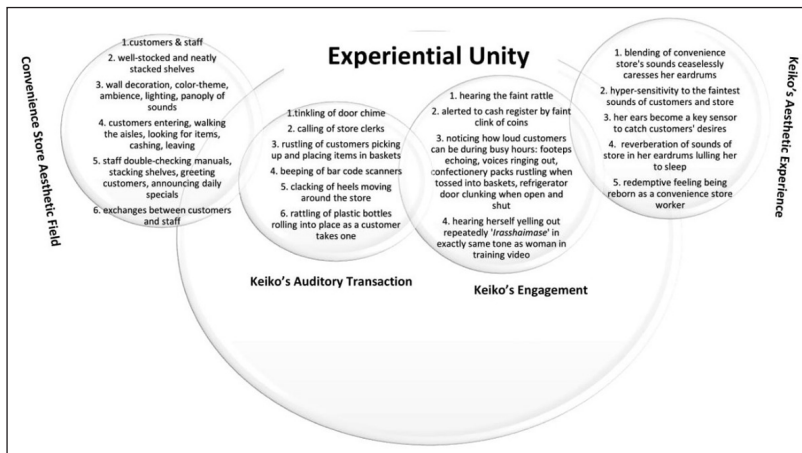 Experiential Unity
Convenience Store Aesthetic Field
1.customers & staff
2. well-stocked and neatly
stacked shelves
3. wall decoration, color-theme,
ambience, lighting, panoply of
sounds
4. customers entering, walking
the aisles, looking for items,
cashing, leaving
5. staff double-checking manuals,
stacking shelves, greeting
customers, announcing daily
specials
6. exchanges between customers
and staff
1.tinkling of door chime
2. calling of store clerks
3. rustling of customers picking
up and placing items in baskets
4. beeping of bar code scanners
5. clacking of heels moving
around the store
6. rattling of plastic bottles
rolling into place as a customer
takes one
Keiko's Auditory Transaction
1. hearing the faint rattle
2. alerted to cash register by faint
clink of coins
3. noticing how loud customers
can be during busy hours: footeps
echoing, voices ringing out,
confectionery packs rustling when
tossed into baskets, refrigerator
door clunking when open and
shut
4. hearing herself yelling out
repeatedly 'Irasshaimase' in
exactly same tone as woman in
training video
Keiko's Engagement
1. blending of convenience
store's sounds ceaselessly
caresses her eardrums
2. hyper-sensitivity to the faintest
sounds of customers and store
3. her ears become a key sensor
to catch customers' desires
4. reverberation of sounds of
store in her eardrums lulling her
to sleep
5. redemptive feeling being
reborn as a convenience store
worker
Keiko's Aesthetic Experience